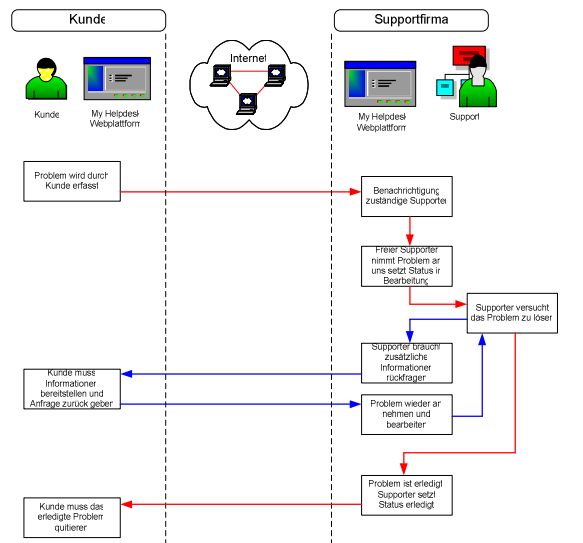 Kunde
Supportfirma
Internet
Kunde
My Helpdesk
Webplattform
My Helpdesk
Webplattform
Support
Problem wird durch
Kunde erfasst
Benachrichtigung
zuständige Supporter
Freier Supporter
nimmt Problem an
uns setzt Status in
Bearbeitung
Supporter versucht
das Problem zu lösen
Supporter braucht
zusätzliche
Informationen
rückfragen
Kunde muss
Informationen
bereitstellen und
Anfrage zurück geben
Problem wieder an
nehmen und
bearbeiten
Problem ist erledigt
Supporter setzt
Status erledigt
Kunde muss das
erledigte Problem
quitieren